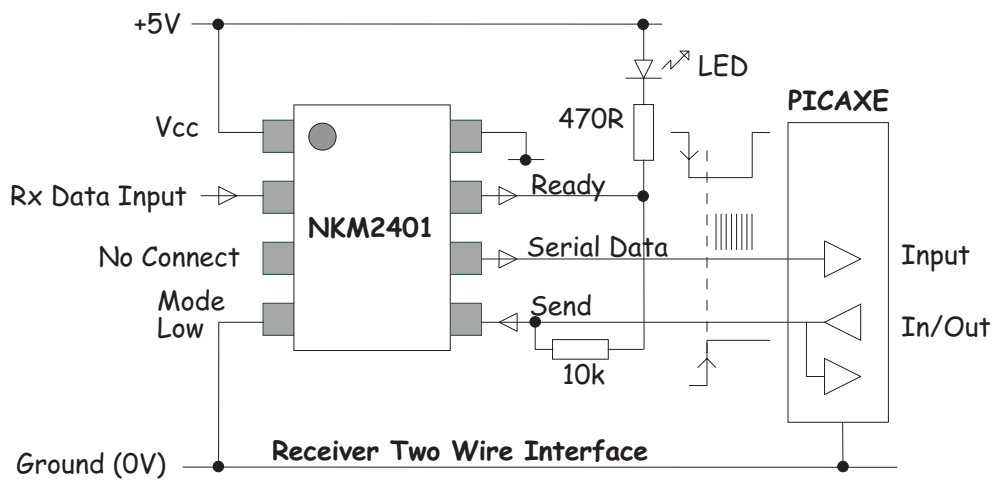 +5V
LED
PICAXE
470R
Vcc
Rx Data Input
Ready
NKM2401
No Connect
Serial Data
Input
Mode
Low
Send
In/Out
10k
Receiver Two Wire Interface
Ground (0V)